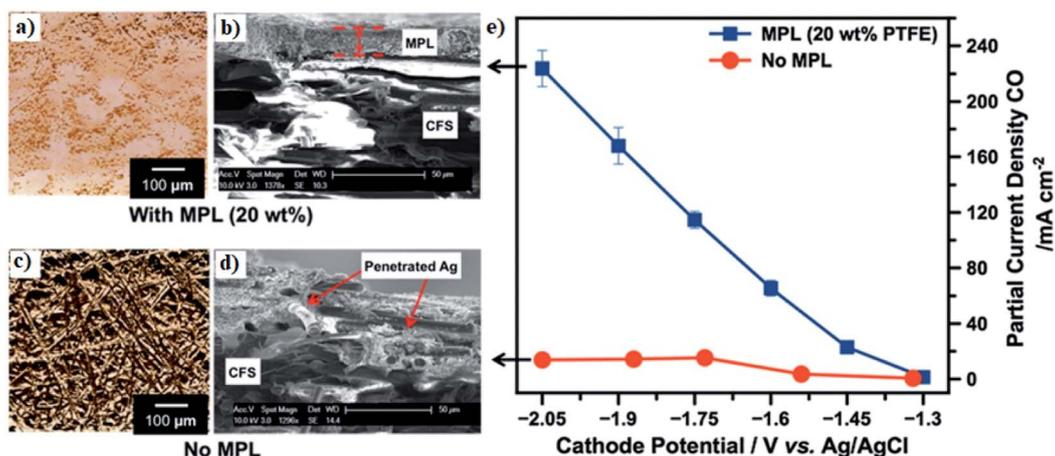 a)
100 μm
b)
MPL
CFS
Acc.V Spot Magn Det WD
10.0 kV 3.0 1378x SE 10.3
50 μm
With MPL (20 wt%)
c)
100 μm
d)
Penetrated Ag
CFS
Acc.V Spot Magn Det WD
10.0 kV 3.0 1296x SE 14.4
50 μm
No MPL
e)
MPL (20 wt% PTFE)
No MPL
240
200
160
120
80
40
0
Partial Current Density CO
/mA cm⁻²
−2.05 −1.9 −1.75 −1.6 −1.45 −1.3
Cathode Potential / V vs. Ag/AgCl